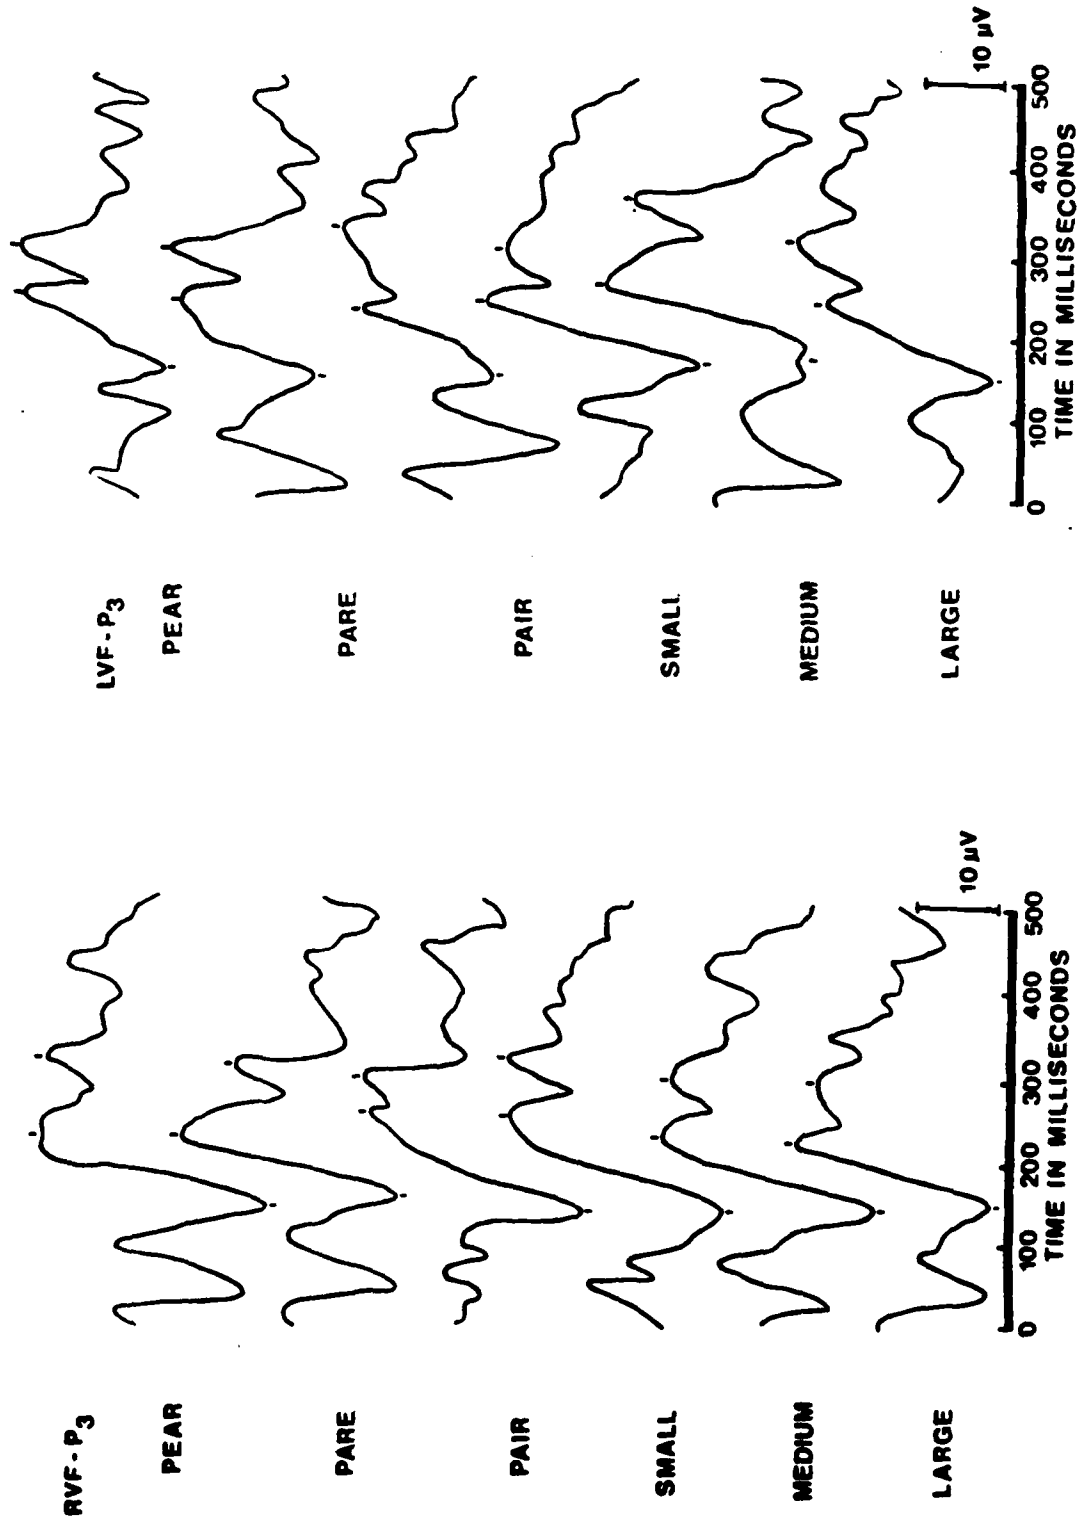 RVF - P3
PEAR
PARE
PAIR
SMALL
MEDIUM
LARGE
10 µV
0 100 200 300 400 500
TIME IN MILLISECONDS
LVF - P3
PEAR
PARE
PAIR
SMALL
MEDIUM
LARGE
10 µV
0 100 200 300 400 500
TIME IN MILLISECONDS